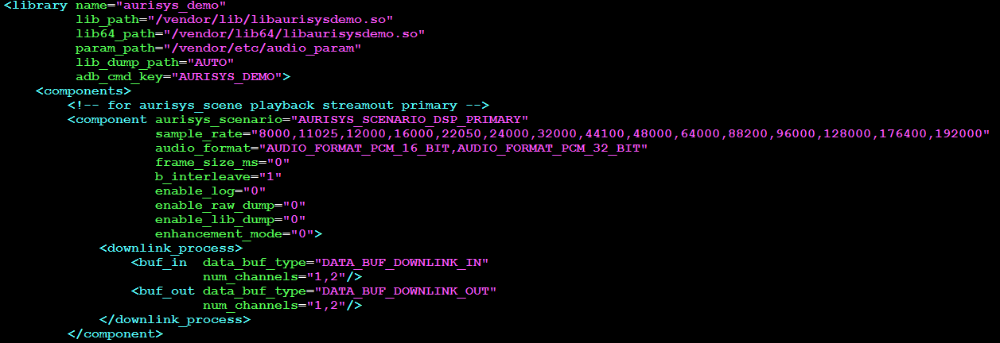 <library name="aurisys_demo"
lib_path="/vendor/lib/libaurisysdemo.so"
lib64_path="/vendor/lib64/libaurisysdemo.so"
param_path="/vendor/etc/audio_param"
lib_dump_path="AUTO"
adb_cmd_key="AURISYS_DEMO">
<components>
<!-- for aurisys_scene playback streamout primary -->
<component aurisys_scenario="AURISYS_SCENARIO_DSP_PRIMARY"
sample_rate="8000,11025,12000,16000,22050,24000,32000,44100,48000,64000,88200,96000,128000,176400,192000"
audio_format="AUDIO_FORMAT_PCM_16_BIT,AUDIO_FORMAT_PCM_32_BIT"
frame_size_ms="0"
b_interleave="1"
enable_log="0"
enable_raw_dump="0"
enable_lib_dump="0"
enhancement_mode="0">
<downlink_process>
<buf_in  data_buf_type="DATA_BUF_DOWNLINK_IN"
num_channels="1,2"/>
<buf_out data_buf_type="DATA_BUF_DOWNLINK_OUT"
num_channels="1,2"/>
</downlink_process>
</component>